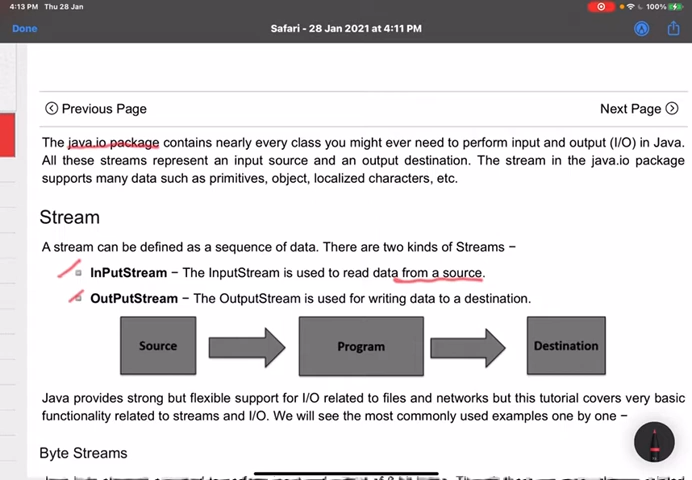 4:13 PM Thu 28 Jan
100%
Done
Safari - 28 Jan 2021 at 4:11 PM
Previous Page
Next Page
The java.io package contains nearly every class you might ever need to perform input and output (I/O) in Java.
All these streams represent an input source and an output destination. The stream in the java.io package
supports many data such as primitives, object, localized characters, etc.
Stream
A stream can be defined as a sequence of data. There are two kinds of Streams −
InPutStream − The InputStream is used to read data from a source.
OutPutStream − The OutputStream is used for writing data to a destination.
Source
Program
Destination
Java provides strong but flexible support for I/O related to files and networks but this tutorial covers very basic
functionality related to streams and I/O. We will see the most commonly used examples one by one −
Byte Streams